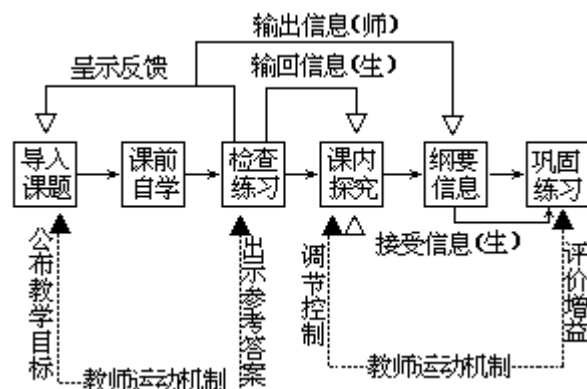 输出信息(师)
呈示反馈
输回信息(生)
导入课题
课前自学
检查练习
课内探究
纲要信息
巩固练习
接受信息(生)
公布教学目标
出示参考答案
调节控制
评价增益
教师运动机制
教师运动机制